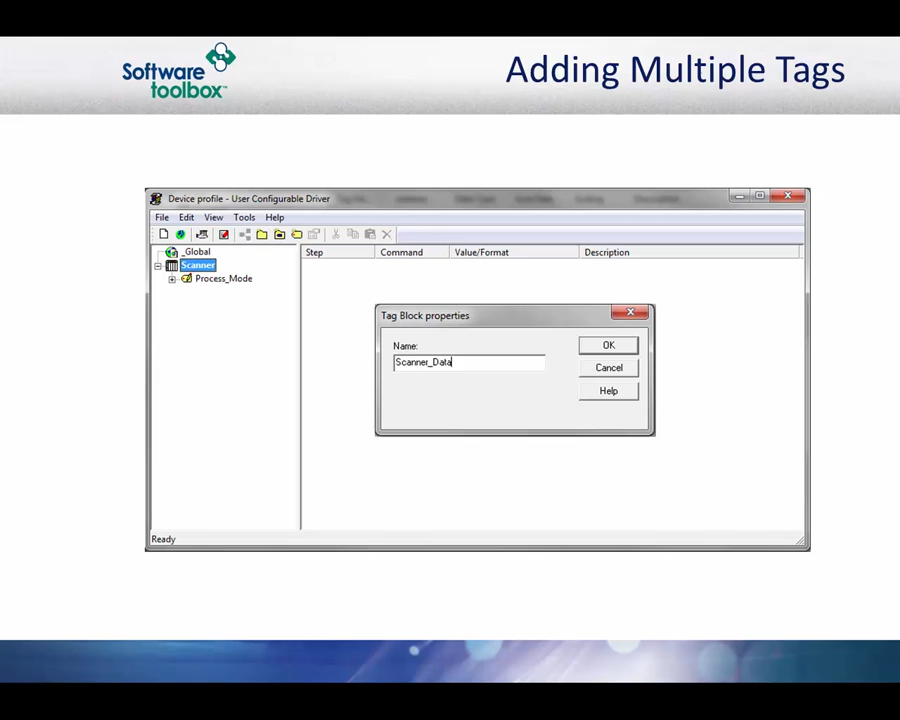 Software
toolbox
Adding Multiple Tags
Device profile - User Configurable Driver
File Edit View Tools Help
_Global
Scanner
Process_Mode
Step Command Value/Format Description
Tag Block properties
Name:
Scanner_Data
OK
Cancel
Help
Ready